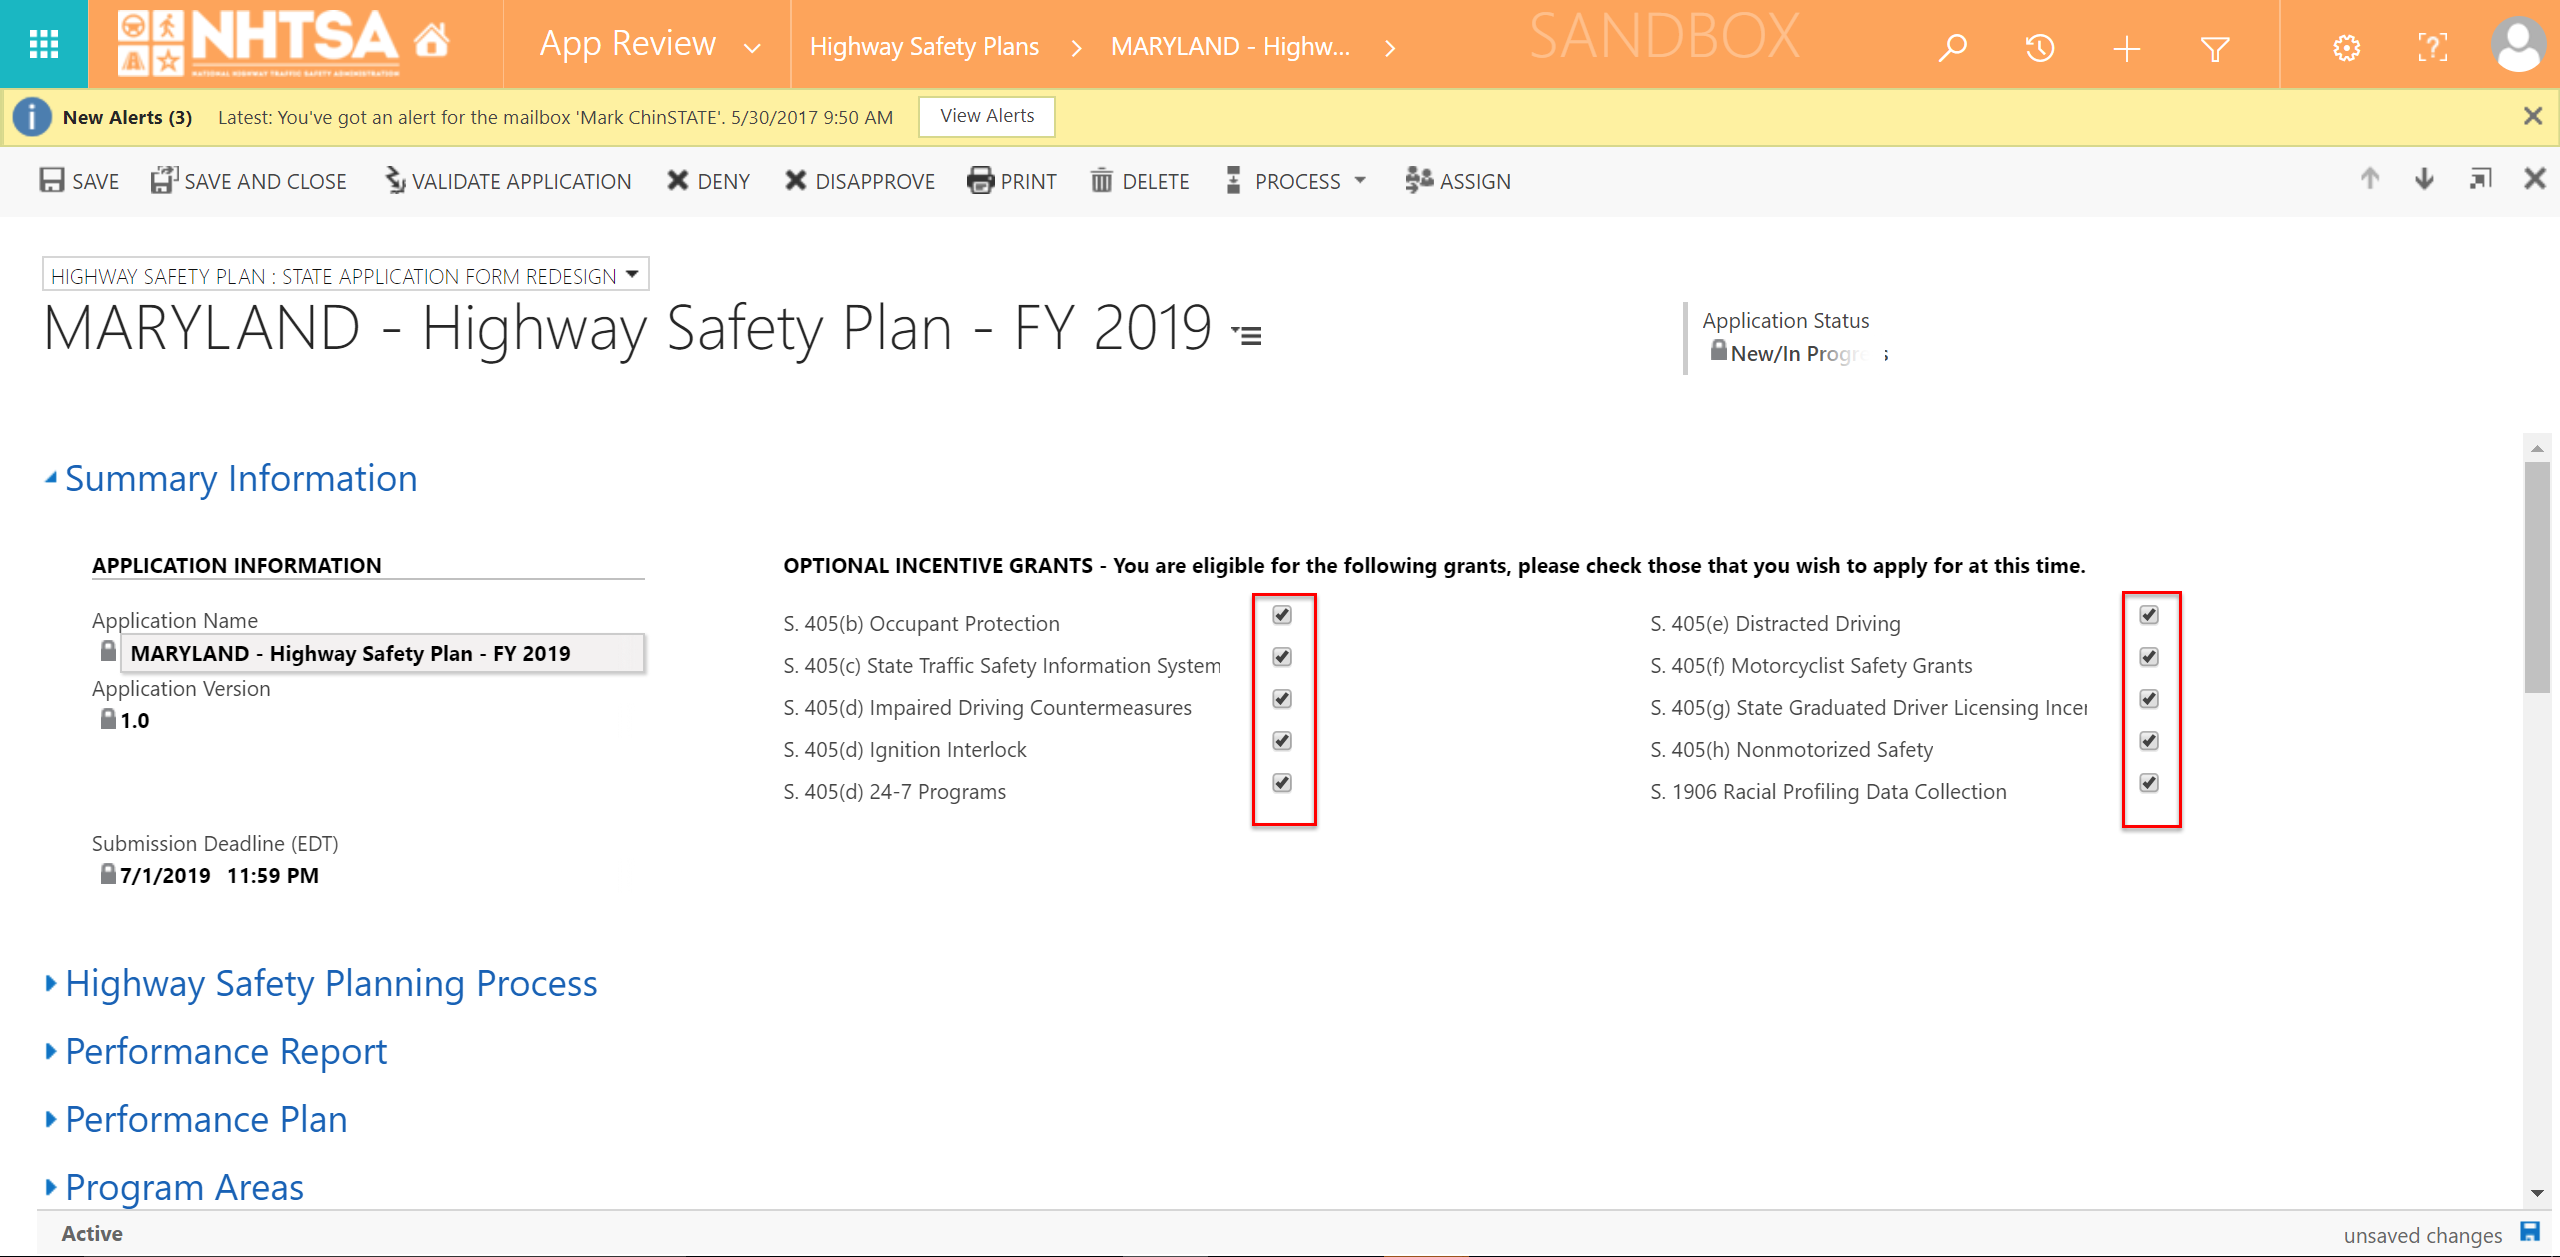 NHTSA
NATIONAL HIGHWAY TRAFFIC SAFETY ADMINISTRATION
App Review
Highway Safety Plans
MARYLAND - Highw...
SANDBOX
New Alerts (3) Latest: You've got an alert for the mailbox 'Mark ChinSTATE'. 5/30/2017 9:50 AM View Alerts
SAVE SAVE AND CLOSE VALIDATE APPLICATION DENY DISAPPROVE PRINT DELETE PROCESS ASSIGN
HIGHWAY SAFETY PLAN : STATE APPLICATION FORM REDESIGN
MARYLAND - Highway Safety Plan - FY 2019
Application Status
New/In Progress
Summary Information
APPLICATION INFORMATION
Application Name
MARYLAND - Highway Safety Plan - FY 2019
Application Version
1.0
Submission Deadline (EDT)
7/1/2019 11:59 PM
OPTIONAL INCENTIVE GRANTS - You are eligible for the following grants, please check those that you wish to apply for at this time.
S. 405(b) Occupant Protection
S. 405(c) State Traffic Safety Information System
S. 405(d) Impaired Driving Countermeasures
S. 405(d) Ignition Interlock
S. 405(d) 24-7 Programs
S. 405(e) Distracted Driving
S. 405(f) Motorcyclist Safety Grants
S. 405(g) State Graduated Driver Licensing Incer
S. 405(h) Nonmotorized Safety
S. 1906 Racial Profiling Data Collection
Highway Safety Planning Process
Performance Report
Performance Plan
Program Areas
Active
unsaved changes